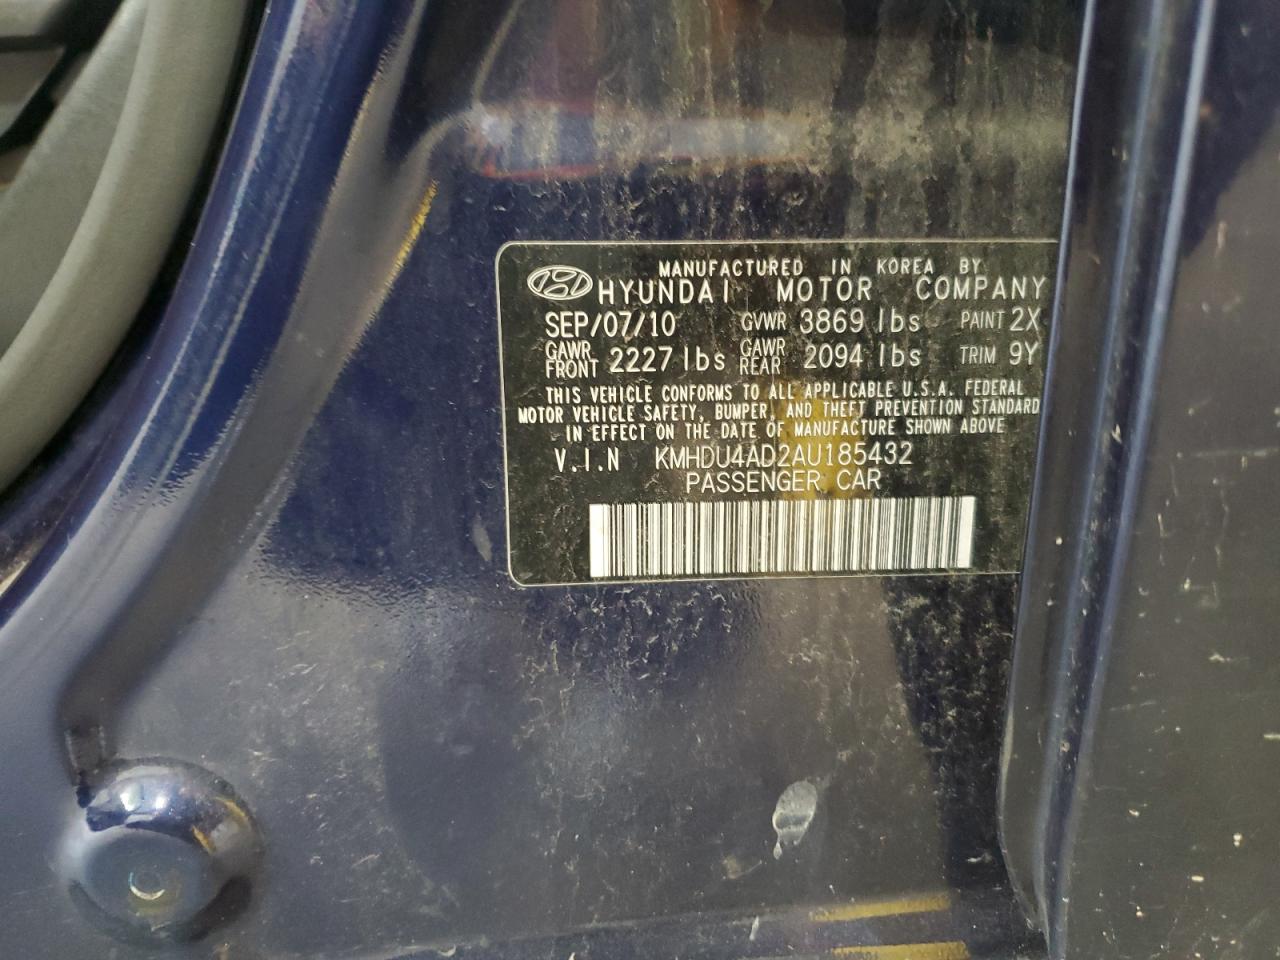 MANUFACTURED IN KOREA BY
HYUNDAI MOTOR COMPANY
SEP/07/10 GVWR 3869 lbs PAINT 2X
GAWR FRONT 2227 lbs GAWR REAR 2094 lbs TRIM 9Y
THIS VEHICLE CONFORMS TO ALL APPLICABLE U.S.A. FEDERAL
MOTOR VEHICLE SAFETY, BUMPER, AND THEFT PREVENTION STANDARD
IN EFFECT ON THE DATE OF MANUFACTURE SHOWN ABOVE
V.I.N KMHDU4AD2AU185432
PASSENGER CAR